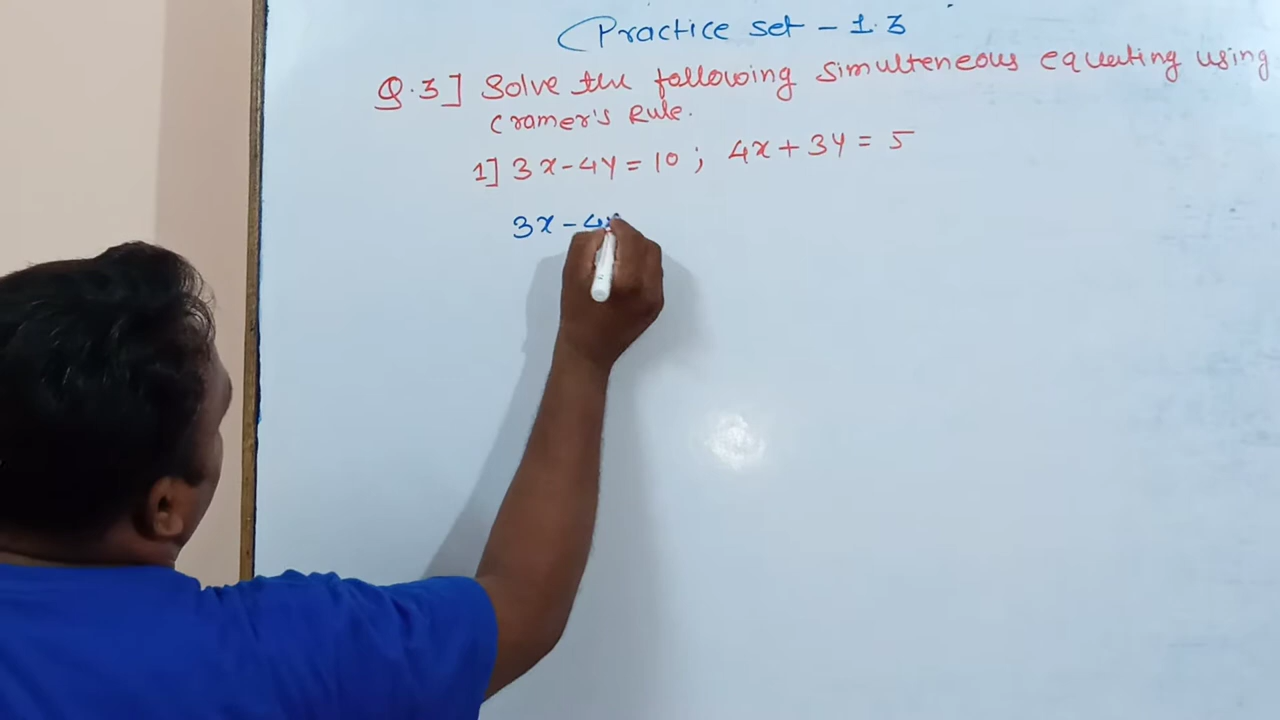 Practice set - 1.3
Q.3] Solve the following simulteneous equating using
Cramer's Rule.
1] 3x - 4y = 10 ; 4x + 3y = 5
3x - 4y